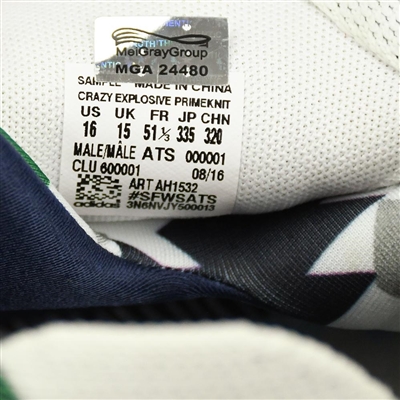 MeiGrayGroup
MGA 24480
SAMPLE MADE IN CHINA
CRAZY EXPLOSIVE PRIMEKNIT
US UK FR JP CHN
16 15 51⅓ 335 320
MALE/MÂLE ATS 000001
CLU 600001 08/16
ART AH1532
#SFWSATS
adidas 3N6NVJY500013